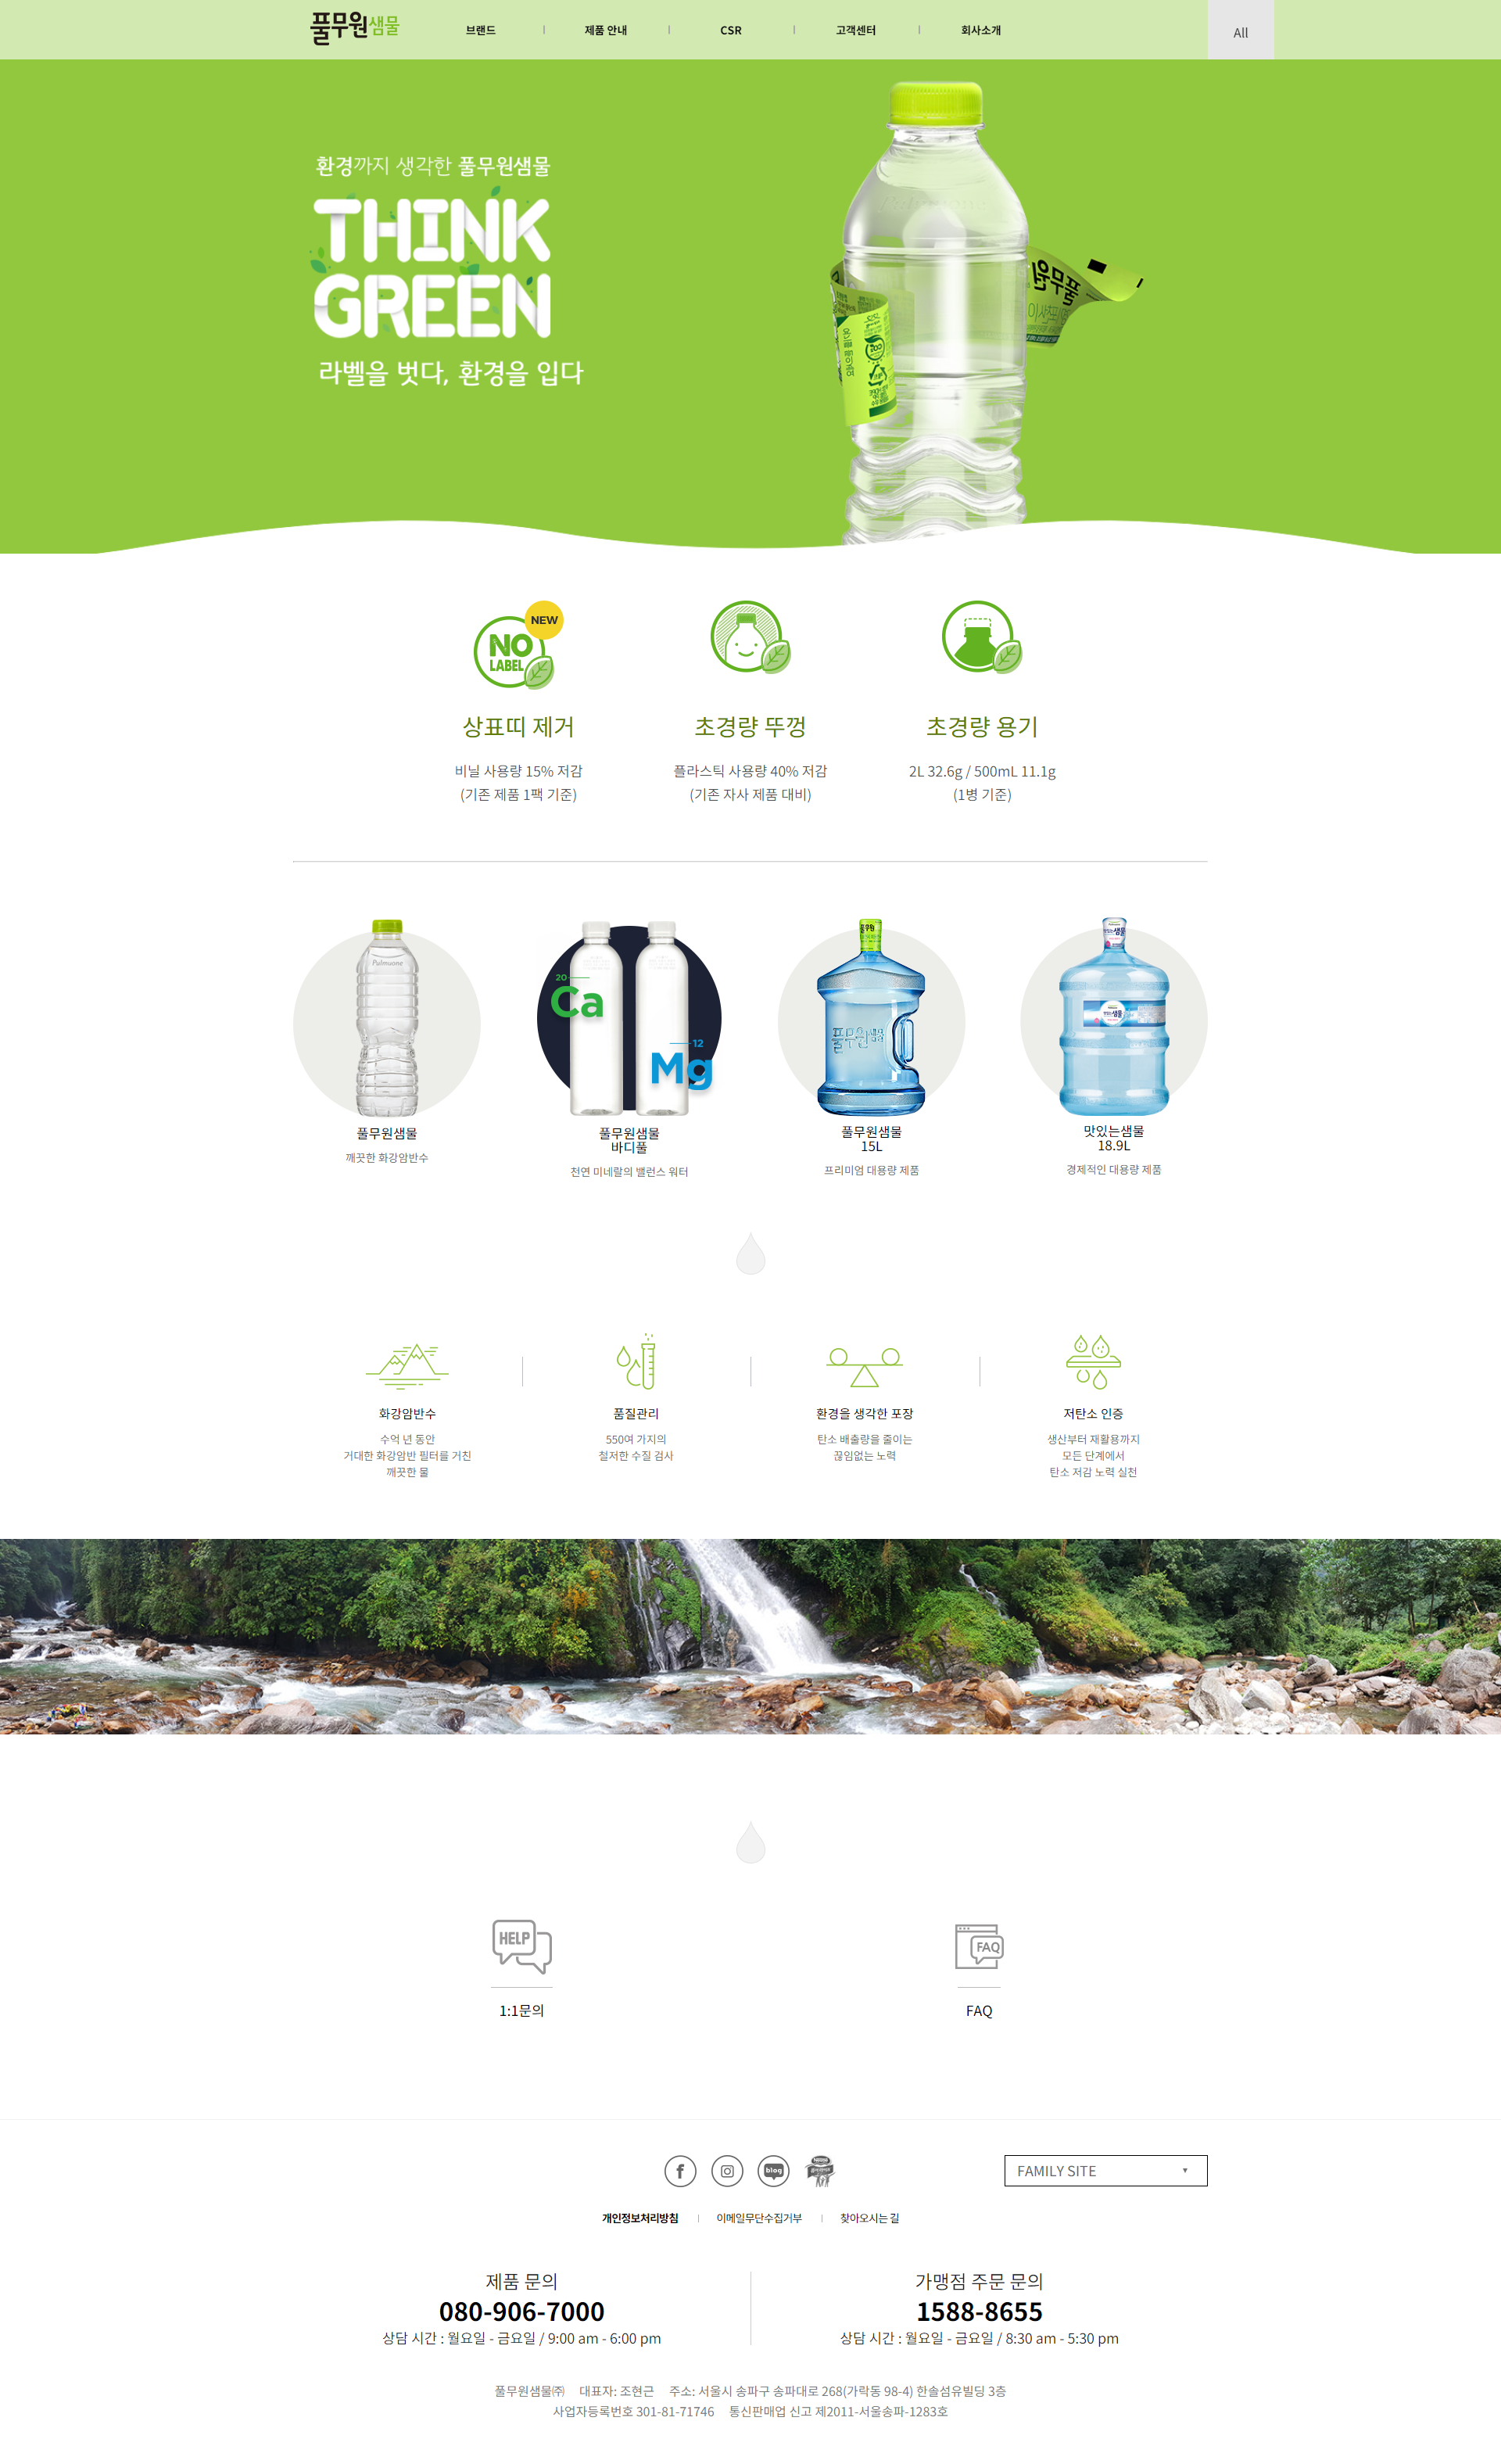 풀무원샘물
브랜드
제품 안내
CSR
고객센터
회사소개
All
환경까지 생각한 풀무원샘물
THINK
GREEN
라벨을 벗다, 환경을 입다
풀무원
NEW
NO
LABEL
상표띠 제거
초경량 뚜껑
초경량 용기
비닐 사용량 15% 저감
(기존 제품 1팩 기준)
플라스틱 사용량 40% 저감
(기존 자사 제품 대비)
2L 32.6g / 500mL 11.1g
(1병 기준)
Pulmuone
20
Ca
12
Mg
풀무원샘물
풀무원샘물
깨끗한 화강암반수
풀무원샘물
바디풀
천연 미네랄의 밸런스 워터
풀무원샘물
15L
프리미엄 대용량 제품
맛있는샘물
18.9L
경제적인 대용량 제품
화강암반수
수억 년 동안
거대한 화강암반 필터를 거친
깨끗한 물
품질관리
550여 가지의
철저한 수질 검사
환경을 생각한 포장
탄소 배출량을 줄이는
끊임없는 노력
저탄소 인증
생산부터 재활용까지
모든 단계에서
탄소 저감 노력 실천
HELP
1:1문의
FAQ
FAQ
blog
FAMILY SITE
개인정보처리방침
이메일무단수집거부
찾아오시는 길
제품 문의
080-906-7000
상담 시간 : 월요일 - 금요일 / 9:00 am - 6:00 pm
가맹점 주문 문의
1588-8655
상담 시간 : 월요일 - 금요일 / 8:30 am - 5:30 pm
풀무원샘물㈜ 대표자: 조현근 주소: 서울시 송파구 송파대로 268(가락동 98-4) 한솔섬유빌딩 3층
사업자등록번호 301-81-71746 통신판매업 신고 제2011-서울송파-1283호